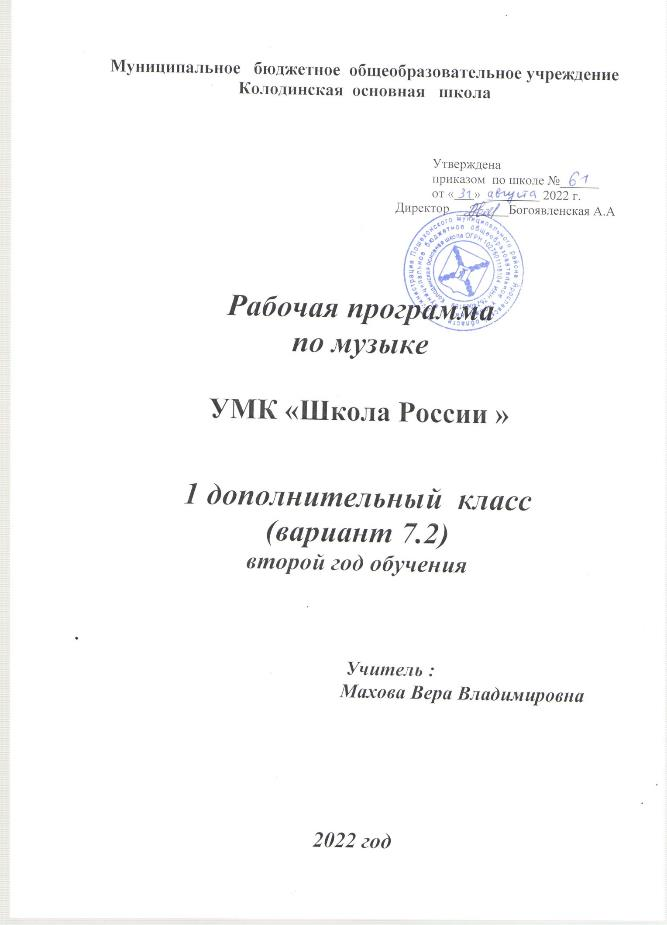 Муниципальное бюджетное общеобразовательное учреждение
Колодинская основная школа
Утверждена
приказом по школе № 61
от « 31 » августа 2022 г.
Директор Богоявленская А.А
Рабочая программа
по музыке
УМК «Школа России »
1 дополнительный класс
(вариант 7.2)
второй год обучения
Учитель :
Махова Вера Владимировна
2022 год